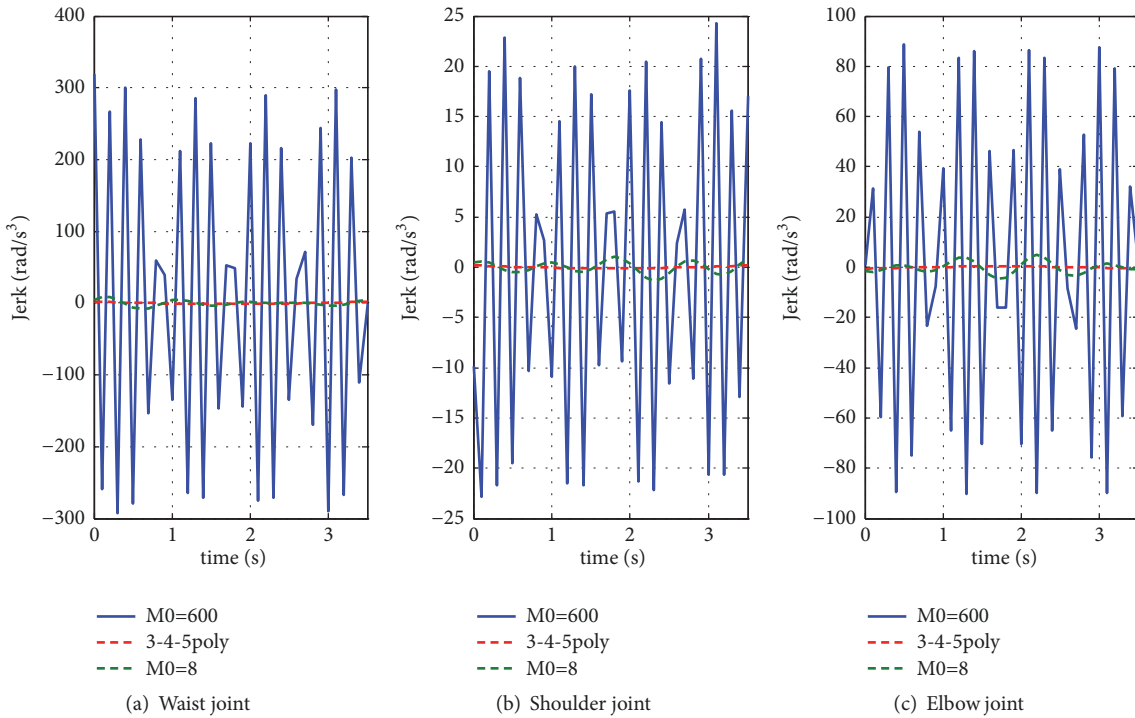 400
300
200
100
0
−100
−200
−300
Jerk (rad/s³)
0 1 2 3
time (s)
M0=600
3-4-5poly
M0=8
(a) Waist joint
25
20
15
10
5
0
−5
−10
−15
−20
−25
Jerk (rad/s³)
0 1 2 3
time (s)
M0=600
3-4-5poly
M0=8
(b) Shoulder joint
100
80
60
40
20
0
−20
−40
−60
−80
−100
Jerk (rad/s³)
0 1 2 3
time (s)
M0=600
3-4-5poly
M0=8
(c) Elbow joint